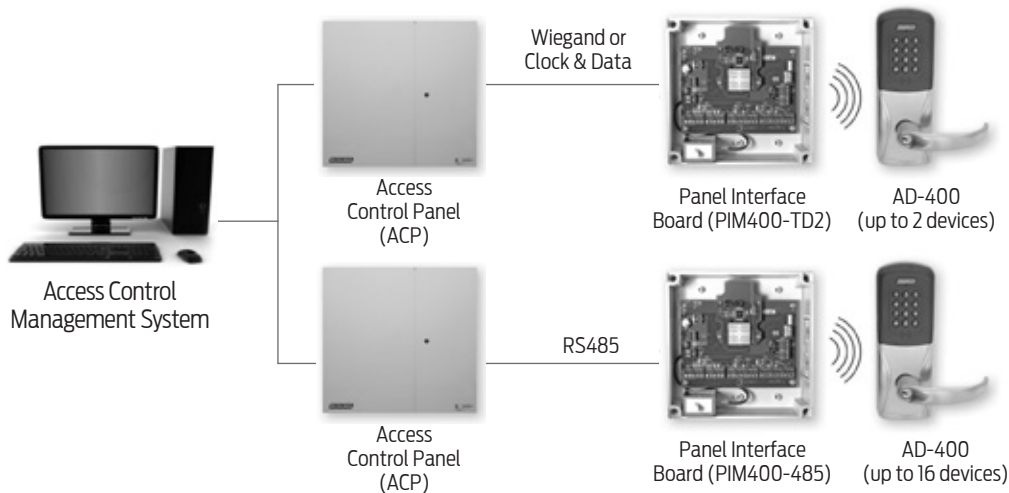 Wiegand or
Clock & Data
Access
Control Panel
(ACP)
Panel Interface
Board (PIM400-TD2)
AD-400
(up to 2 devices)
Access Control
Management System
RS485
Access
Control Panel
(ACP)
Panel Interface
Board (PIM400-485)
AD-400
(up to 16 devices)